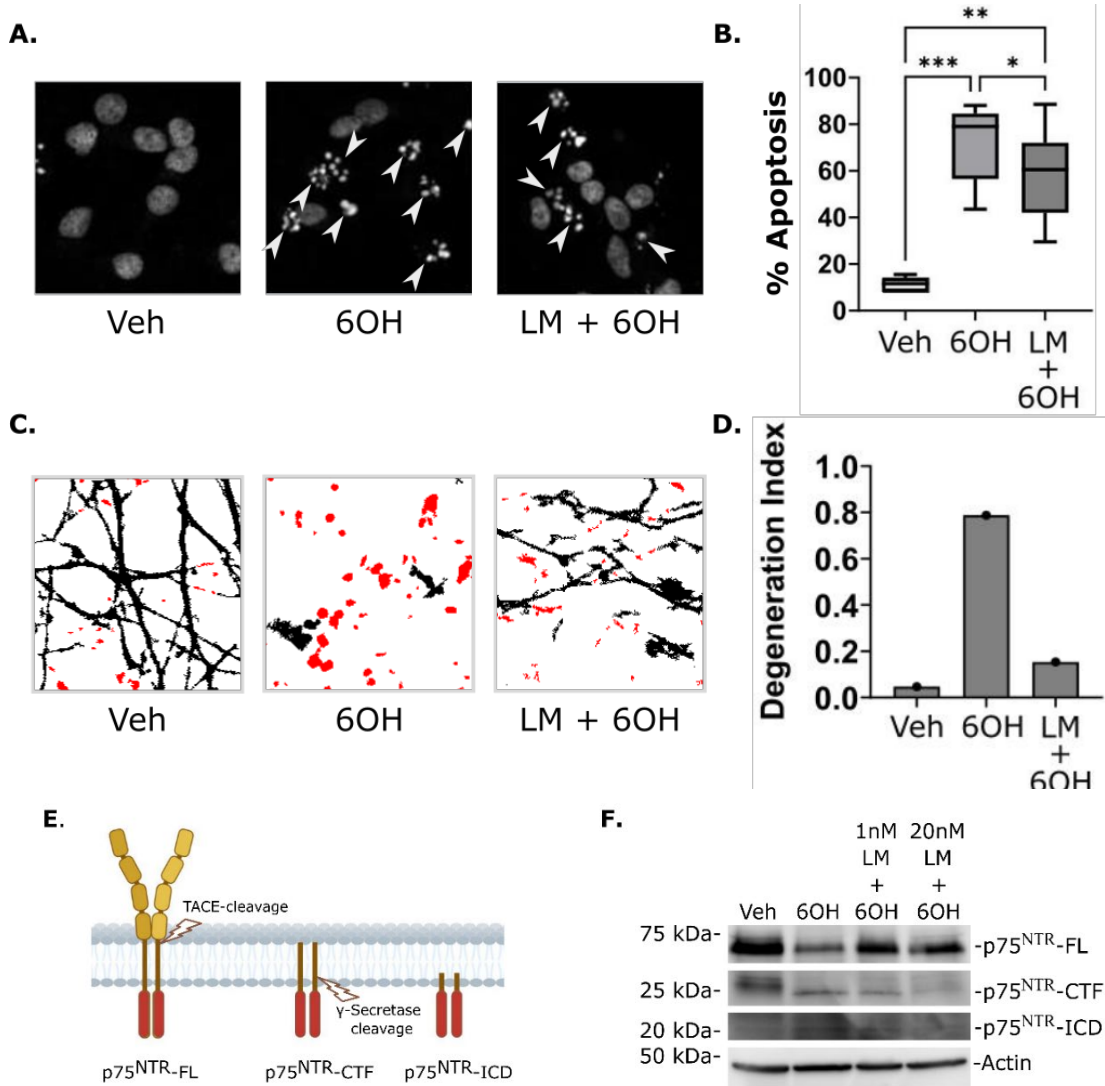 A.
Veh
6OH
LM + 6OH
B.
**
***
*
% Apoptosis
100
80
60
40
20
0
Veh
6OH
LM
+
6OH
C.
Veh
6OH
LM + 6OH
D.
Degeneration Index
1.0
0.8
0.6
0.4
0.2
0.0
Veh
6OH
LM
+
6OH
E.
TACE-cleavage
γ-Secretase
cleavage
p75NTR-FL
p75NTR-CTF
p75NTR-ICD
F.
1nM 20nM
LM LM
+ +
Veh 6OH 6OH 6OH
75 kDa- -p75NTR-FL
25 kDa- -p75NTR-CTF
20 kDa- -p75NTR-ICD
50 kDa- -Actin